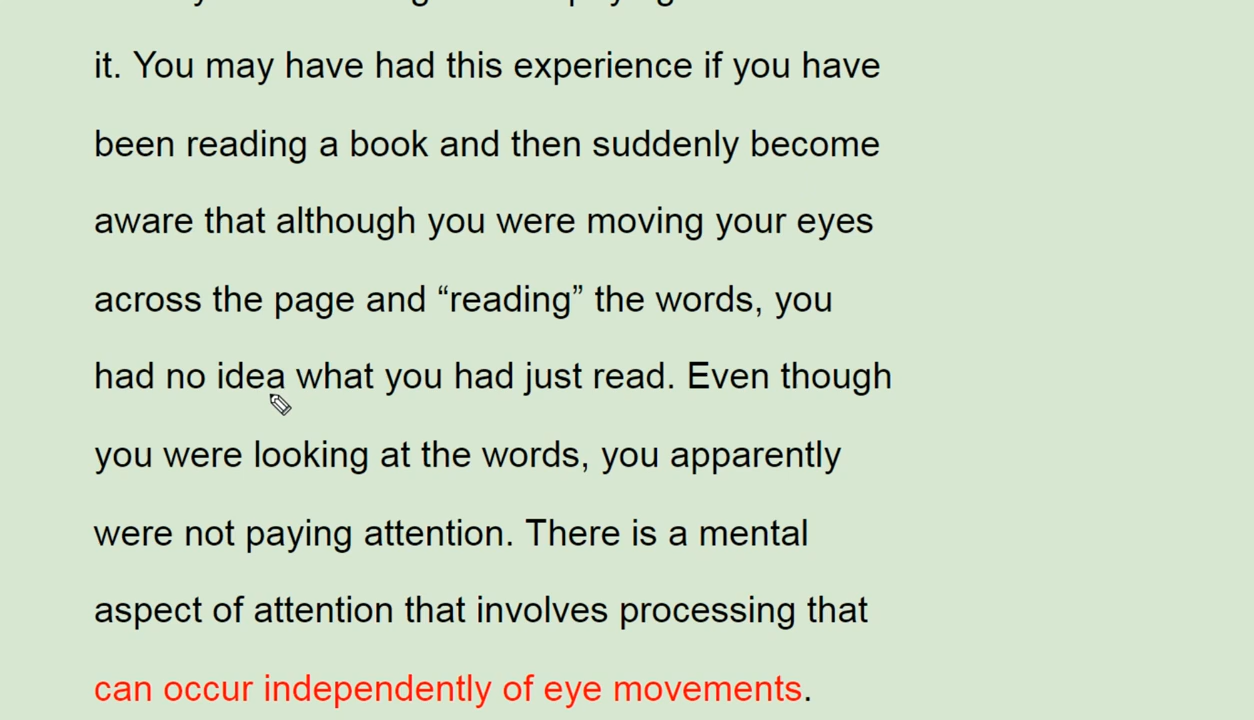 it. You may have had this experience if you have
been reading a book and then suddenly become
aware that although you were moving your eyes
across the page and “reading” the words, you
had no idea what you had just read. Even though
you were looking at the words, you apparently
were not paying attention. There is a mental
aspect of attention that involves processing that
can occur independently of eye movements.